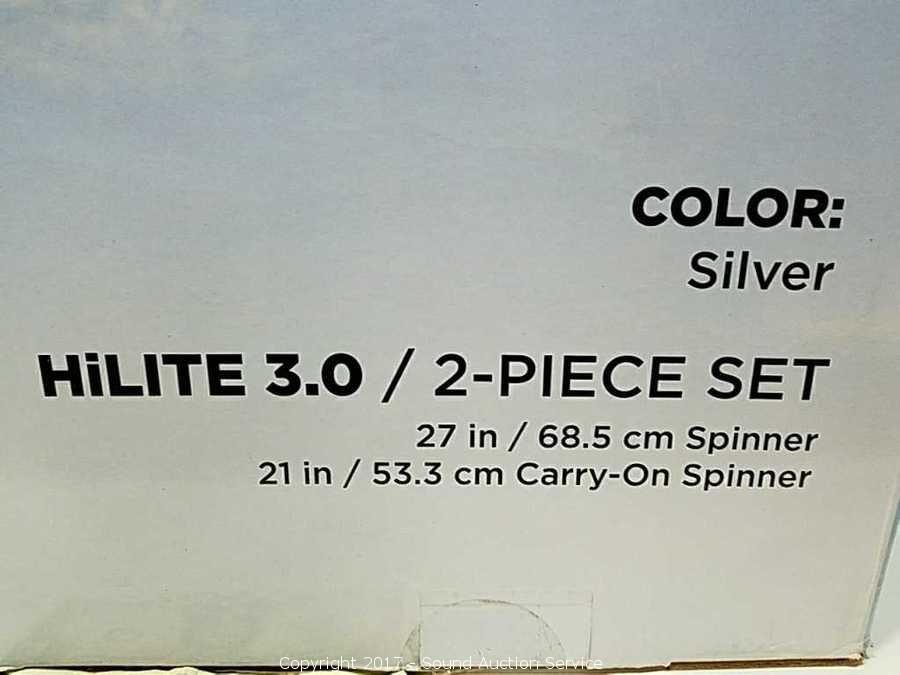 COLOR:
Silver
HiLITE 3.0 / 2-PIECE SET
27 in / 68.5 cm Spinner
21 in / 53.3 cm Carry-On Spinner
Copyright 2017 - Sound Auction Service